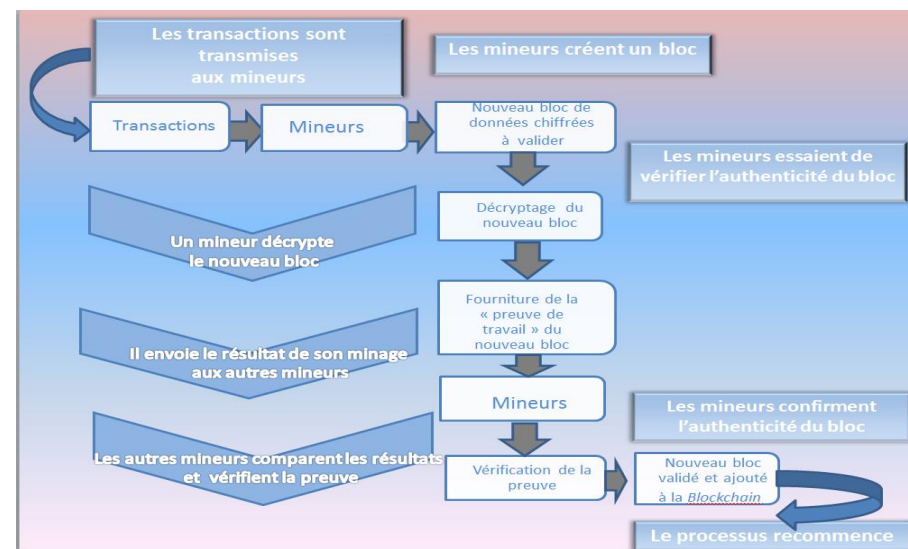 Les transactions sont
transmises
aux mineurs
Les mineurs créent un bloc
Transactions
Mineurs
Nouveau bloc de
données chiffrées
à valider
Les mineurs essaient de
vérifier l'authenticité du bloc
Décryptage du
nouveau bloc
Un mineur décrypte
le nouveau bloc
Fourniture de la
« preuve de
travail » du
nouveau bloc
Il envoie le résultat de son minage
aux autres mineurs
Mineurs
Les mineurs confirment
l'authenticité du bloc
Les autres mineurs comparent les résultats
et vérifient la preuve
Vérification de la
preuve
Nouveau bloc
validé et ajouté
à la Blockchain
Le processus recommence